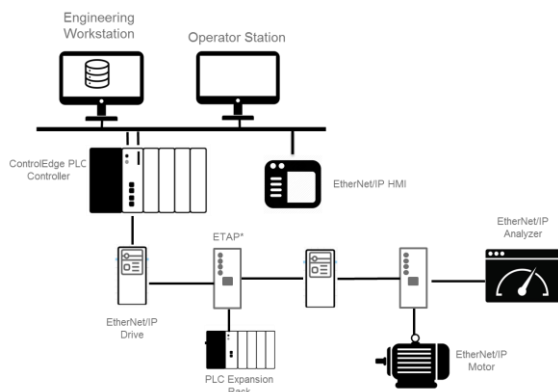 Engineering
Workstation
Operator Station
ControlEdge PLC
Controller
EtherNet/IP HMI
ETAP*
EtherNet/IP
Analyzer
EtherNet/IP
Drive
PLC Expansion
Rack
EtherNet/IP
Motor